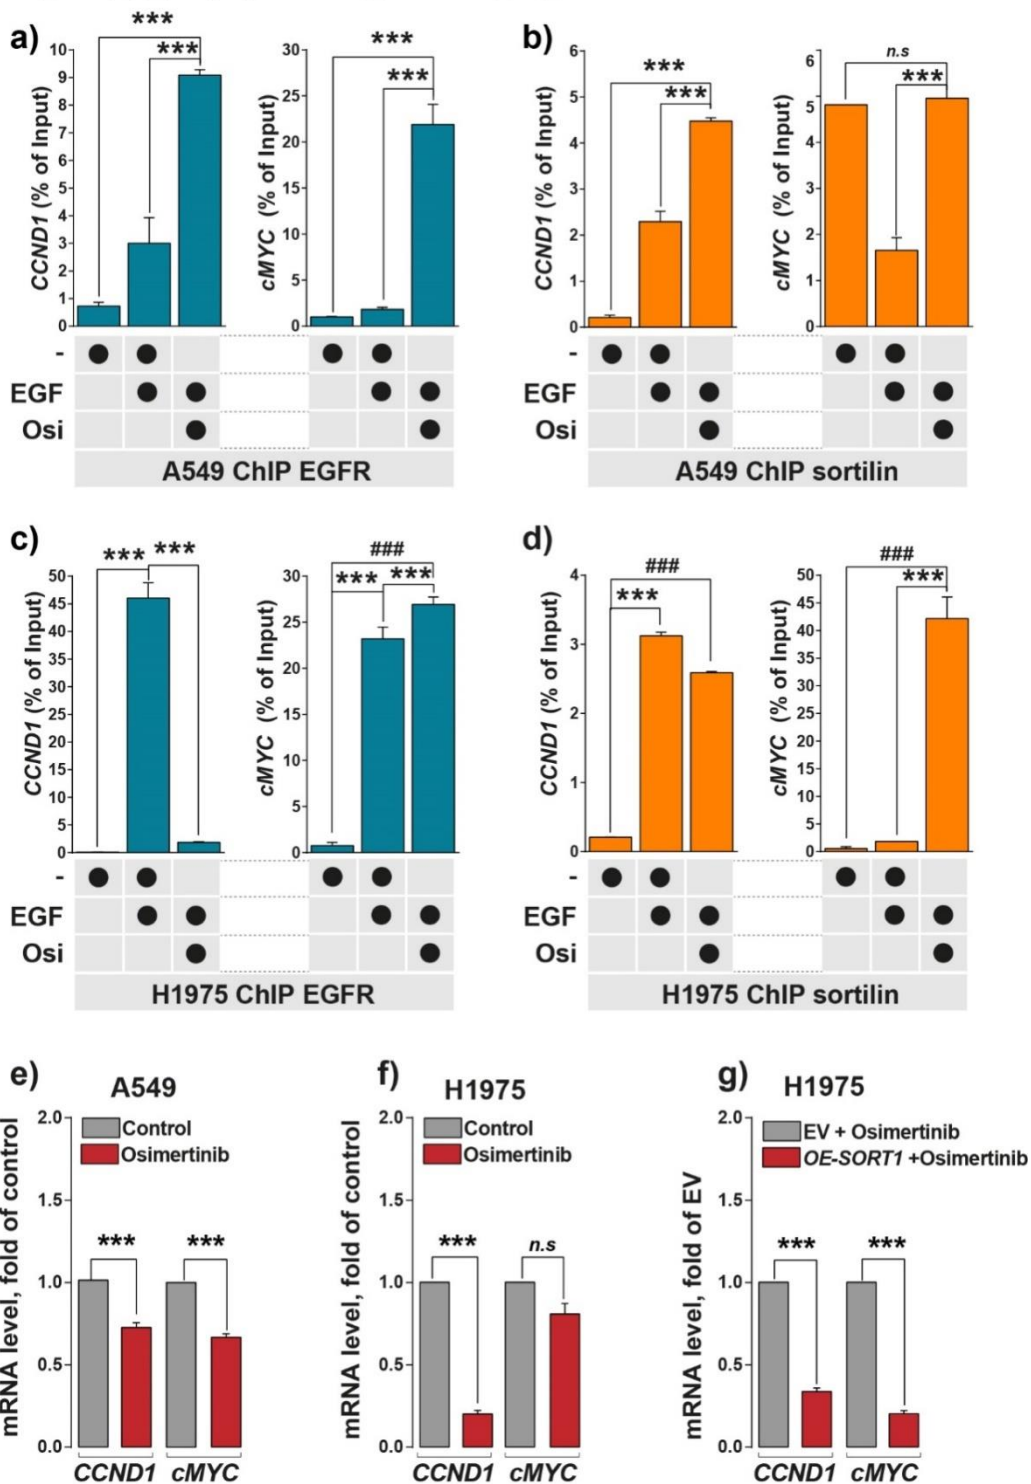 a)
***
***
CCND1 (% of Input)
10
9
8
7
6
5
4
3
2
1
0
***
***
cMYC (% of Input)
30
25
20
15
10
5
0
-
EGF
Osi
A549 ChIP EGFR
b)
***
***
CCND1 (% of Input)
6
5
4
3
2
1
0
n.s
***
cMYC (% of Input)
6
5
4
3
2
1
0
-
EGF
Osi
A549 ChIP sortilin
c)
*** ***
CCND1 (% of Input)
50
45
40
35
30
25
20
15
10
5
0
###
*** ***
cMYC (% of Input)
30
25
20
15
10
5
0
-
EGF
Osi
H1975 ChIP EGFR
d)
###
***
CCND1 (% of Input)
4
3
2
1
0
###
***
cMYC (% of Input)
50
45
40
35
30
25
20
15
10
5
0
-
EGF
Osi
H1975 ChIP sortilin
e)
A549
mRNA level, fold of control
2.0
1.5
1.0
0.5
0.0
Control
Osimertinib
*** ***
CCND1 cMYC
f)
H1975
mRNA level, fold of control
2.0
1.5
1.0
0.5
0.0
Control
Osimertinib
*** n.s
CCND1 cMYC
g)
H1975
mRNA level, fold of EV
2.0
1.5
1.0
0.5
0.0
EV + Osimertinib
OE-SORT1 +Osimertinib
*** ***
CCND1 cMYC